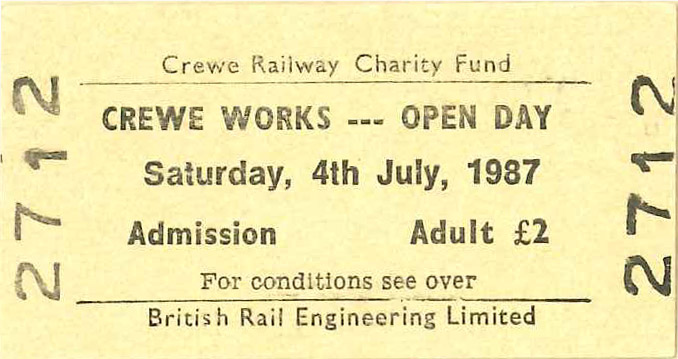 Crewe Railway Charity Fund
CREWE WORKS --- OPEN DAY
Saturday, 4th July, 1987
Admission Adult £2
For conditions see over
British Rail Engineering Limited
2712
2712